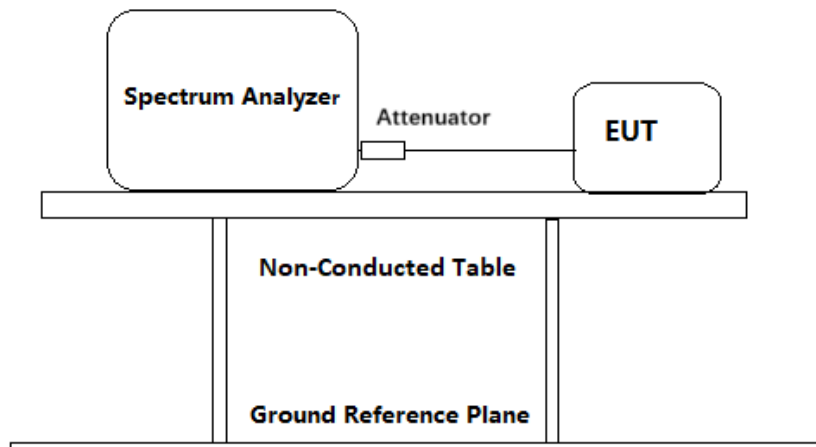 Spectrum Analyzer
Attenuator
EUT
Non-Conducted Table
Ground Reference Plane